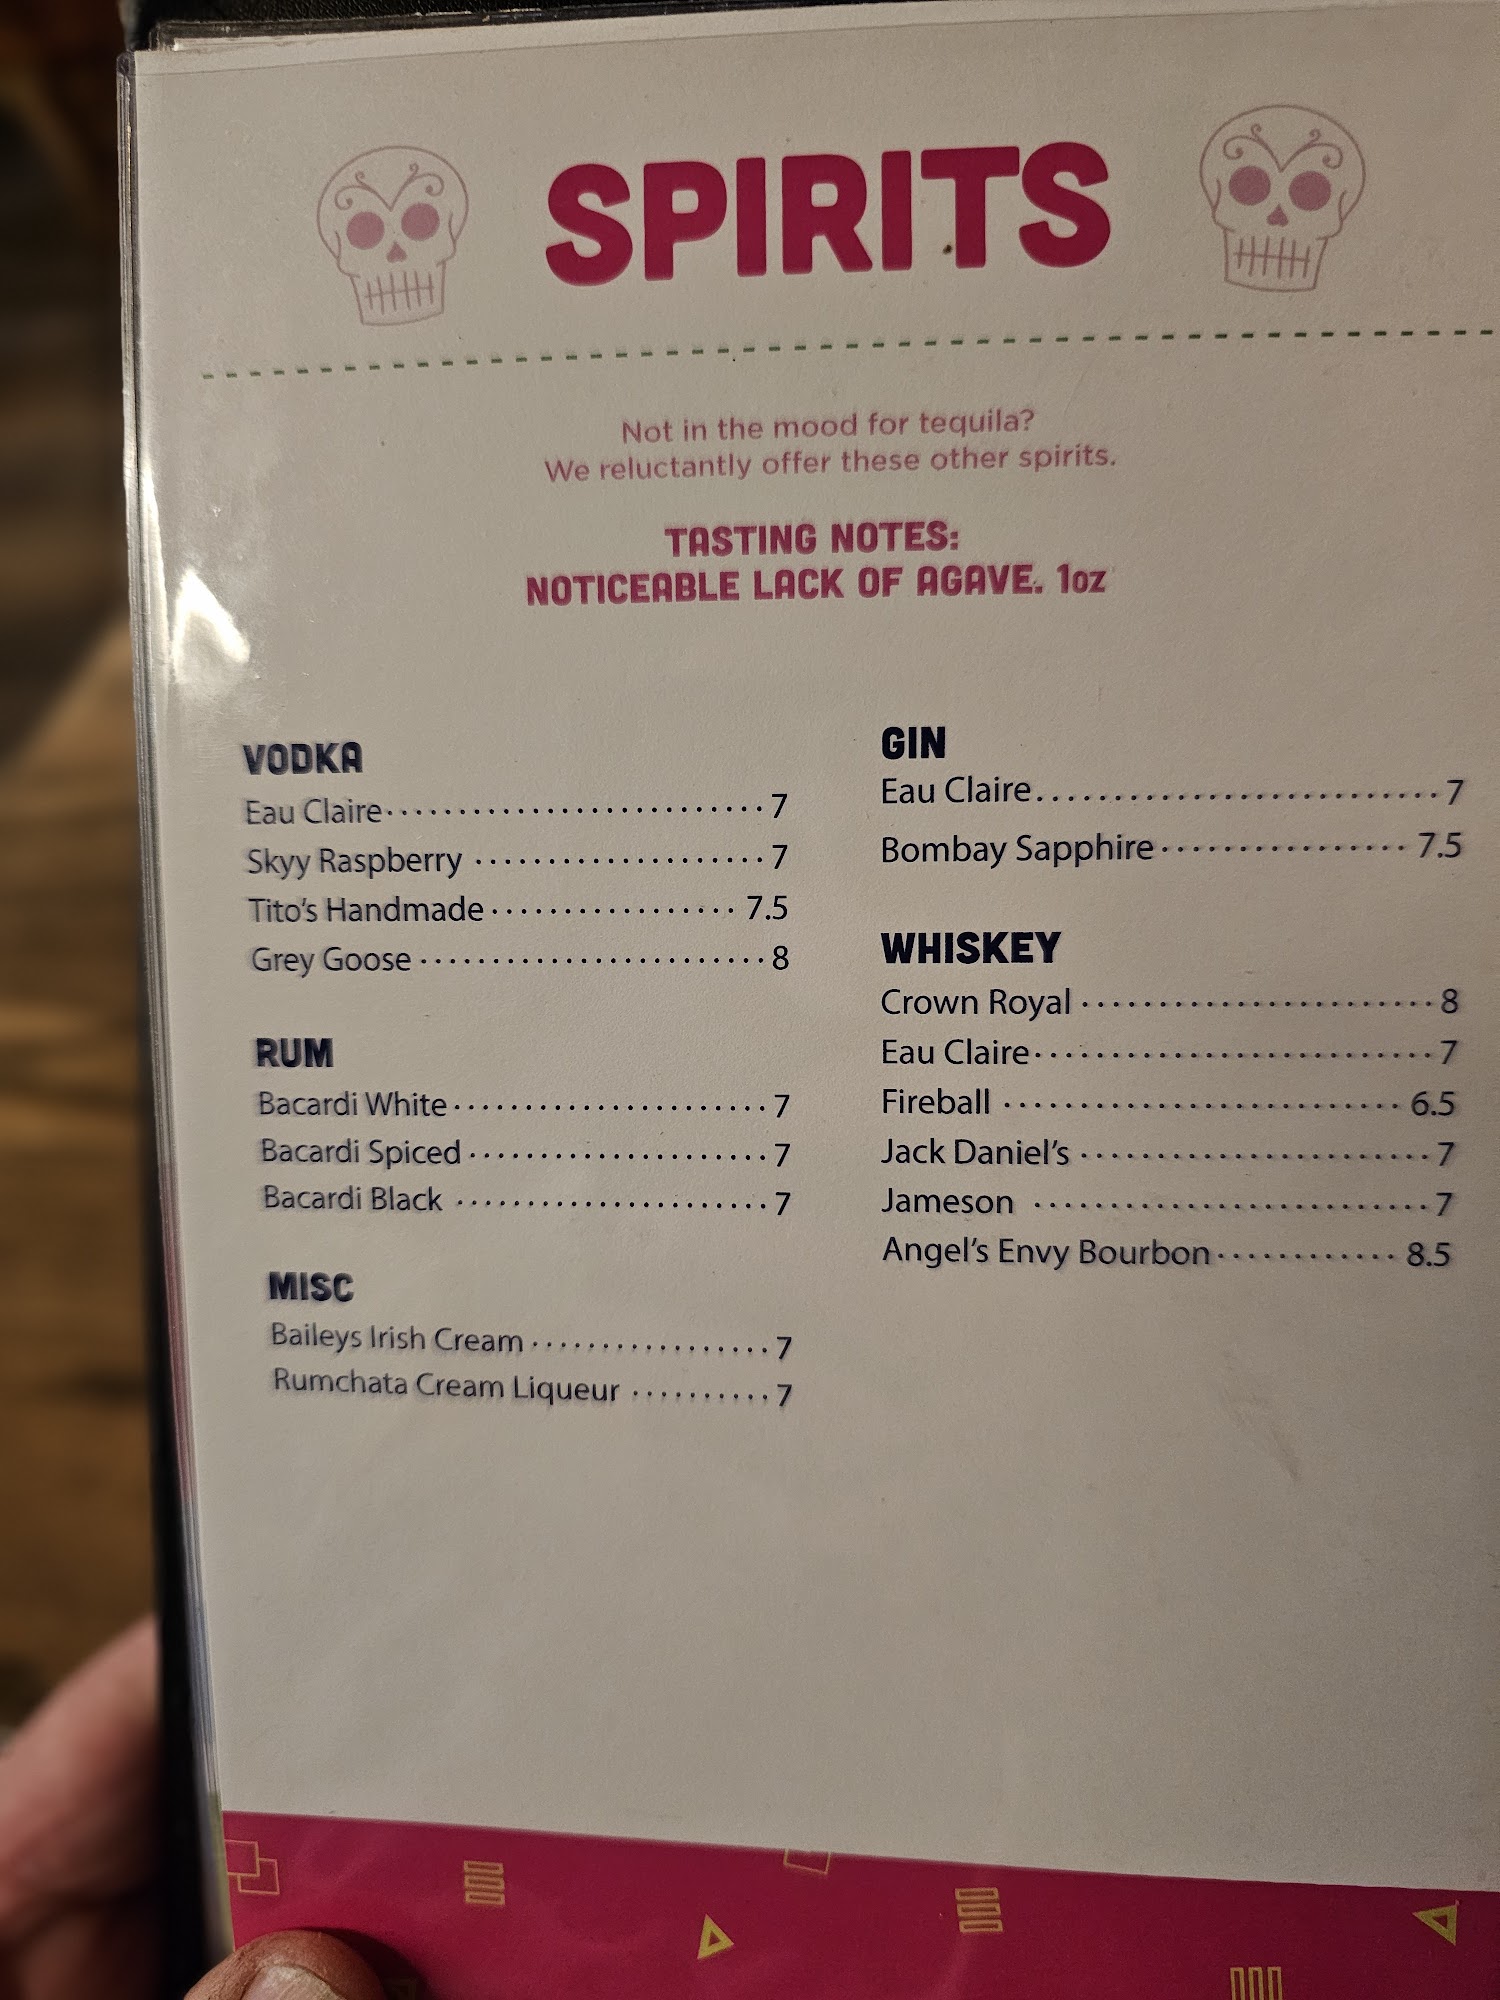 SPIRITS
Not in the mood for tequila?
We reluctantly offer these other spirits.
TASTING NOTES:
NOTICEABLE LACK OF AGAVE. 1oz
VODKA
Eau Claire 7
Skyy Raspberry 7
Tito's Handmade 7.5
Grey Goose 8
RUM
Bacardi White 7
Bacardi Spiced 7
Bacardi Black 7
MISC
Baileys Irish Cream 7
Rumchata Cream Liqueur 7
GIN
Eau Claire 7
Bombay Sapphire 7.5
WHISKEY
Crown Royal 8
Eau Claire 7
Fireball 6.5
Jack Daniel's 7
Jameson 7
Angel's Envy Bourbon 8.5